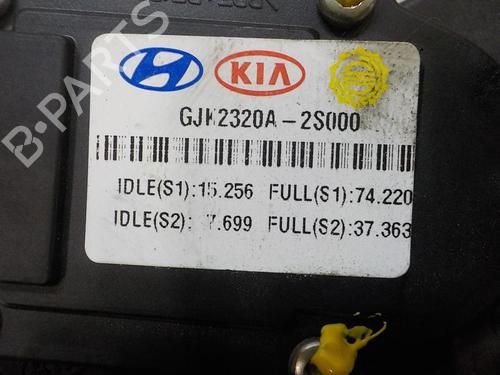 KIA
GJK2320A-2S000
IDLE(S1):15.256 FULL(S1):74.220
IDLE(S2): 7.699 FULL(S2):37.363
B-PARTS